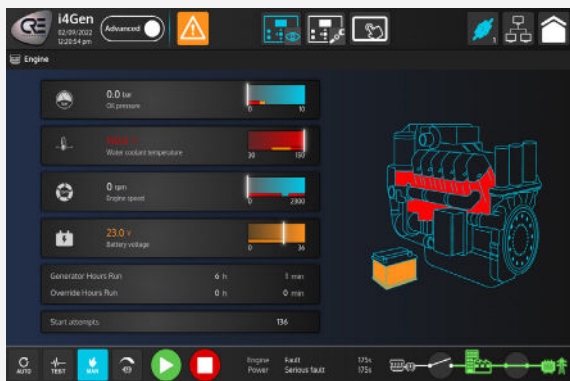 CRE
i4Gen
02/09/2022
12:20:54 pm
Advanced
1
Engine
0.0 bar
Oil pressure
0 10
Water coolant temperature
30 150
0 rpm
Engine speed
0 2300
23.0 V
Battery voltage
0 36
Generator Hours Run 6 h 1 min
Override Hours Run 0 h 0 min
Start attempts 136
AUTO
TEST
MAN
Engine Fault 175s
Power Serious fault 175s